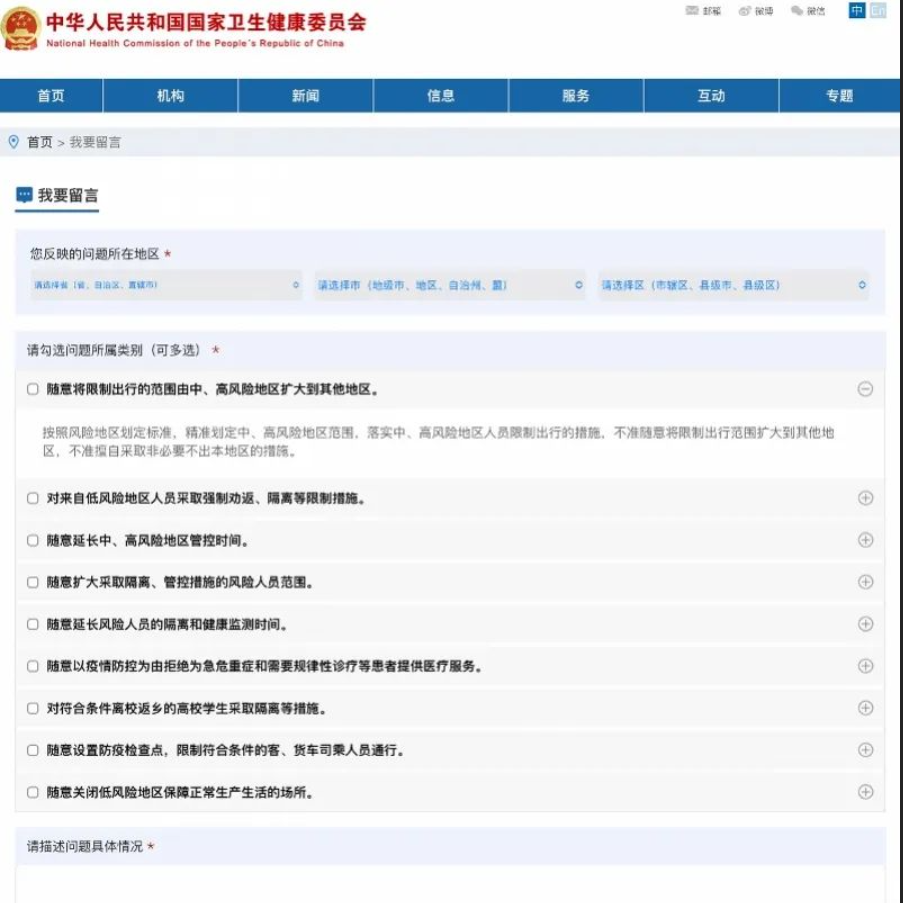 邮箱 微博 微信 中 En
中华人民共和国国家卫生健康委员会
National Health Commission of the People's Republic of China
首页 机构 新闻 信息 服务 互动 专题
首页 > 我要留言
我要留言
您反映的问题所在地区 *
请选择省（省、自治区、直辖市） 请选择市（地级市、地区、自治州、盟） 请选择区（市辖区、县级市、县级区）
请勾选问题所属类别（可多选） *
随意将限制出行的范围由中、高风险地区扩大到其他地区。
按照风险地区划定标准，精准划定中、高风险地区范围，落实中、高风险地区人员限制出行的措施，不准随意将限制出行范围扩大到其他地
区，不准擅自采取非必要不出本地区的措施。
对来自低风险地区人员采取强制劝返、隔离等限制措施。
随意延长中、高风险地区管控时间。
随意扩大采取隔离、管控措施的风险人员范围。
随意延长风险人员的隔离和健康监测时间。
随意以疫情防控为由拒绝为急危重症和需要规律性诊疗等患者提供医疗服务。
对符合条件离校返乡的高校学生采取隔离等措施。
随意设置防疫检查点，限制符合条件的客、货车司乘人员通行。
随意关闭低风险地区保障正常生产生活的场所。
请描述问题具体情况 *